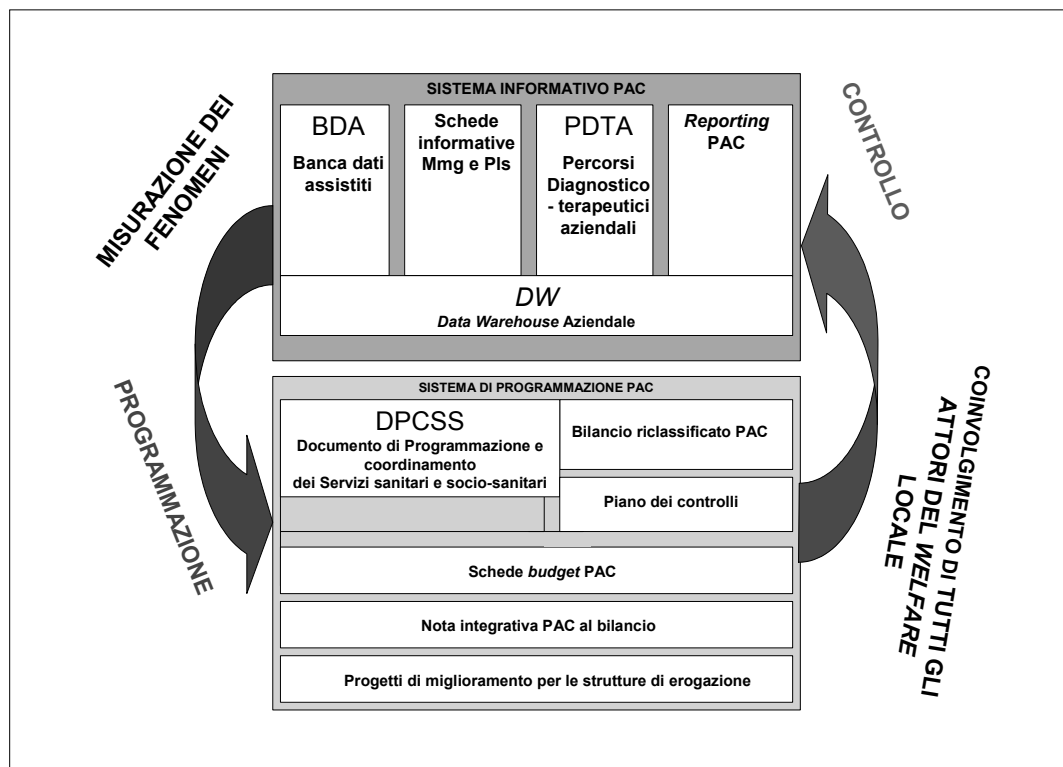 SISTEMA INFORMATIVO PAC
BDA
Banca dati
assistiti
Schede
informative
Mmg e Pls
PDTA
Percorsi
Diagnostico
- terapeutici
aziendali
Reporting
PAC
DW
Data Warehouse Aziendale
MISURAZIONE DEI
FENOMENI
CONTROLLO
PROGRAMMAZIONE
SISTEMA DI PROGRAMMAZIONE PAC
DPCSS
Documento di Programmazione e
coordinamento
dei Servizi sanitari e socio-sanitari
Bilancio riclassificato PAC
Piano dei controlli
Schede budget PAC
Nota integrativa PAC al bilancio
Progetti di miglioramento per le strutture di erogazione
COINVOLGIMENTO DI TUTTI GLI
ATTORI DEL WELFARE
LOCALE